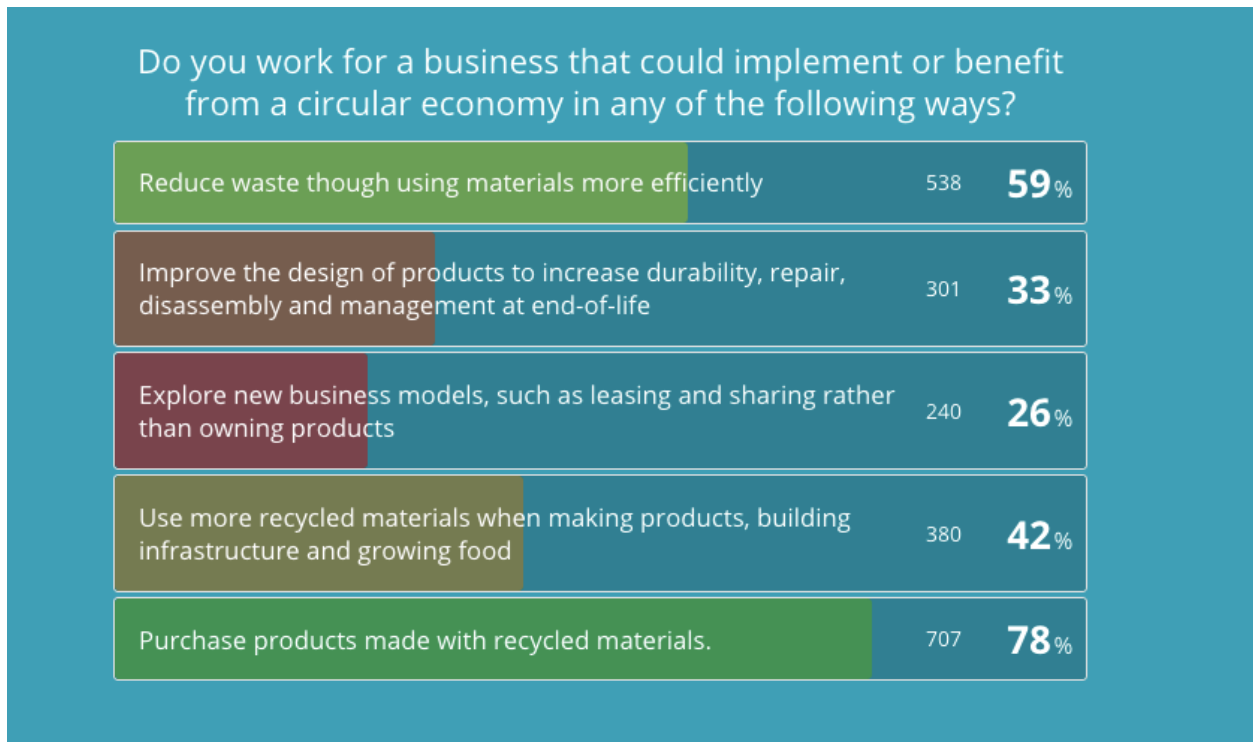 Do you work for a business that could implement or benefit
from a circular economy in any of the following ways?
Reduce waste though using materials more efficiently 538 59%
Improve the design of products to increase durability, repair,
disassembly and management at end-of-life 301 33%
Explore new business models, such as leasing and sharing rather
than owning products 240 26%
Use more recycled materials when making products, building
infrastructure and growing food 380 42%
Purchase products made with recycled materials. 707 78%